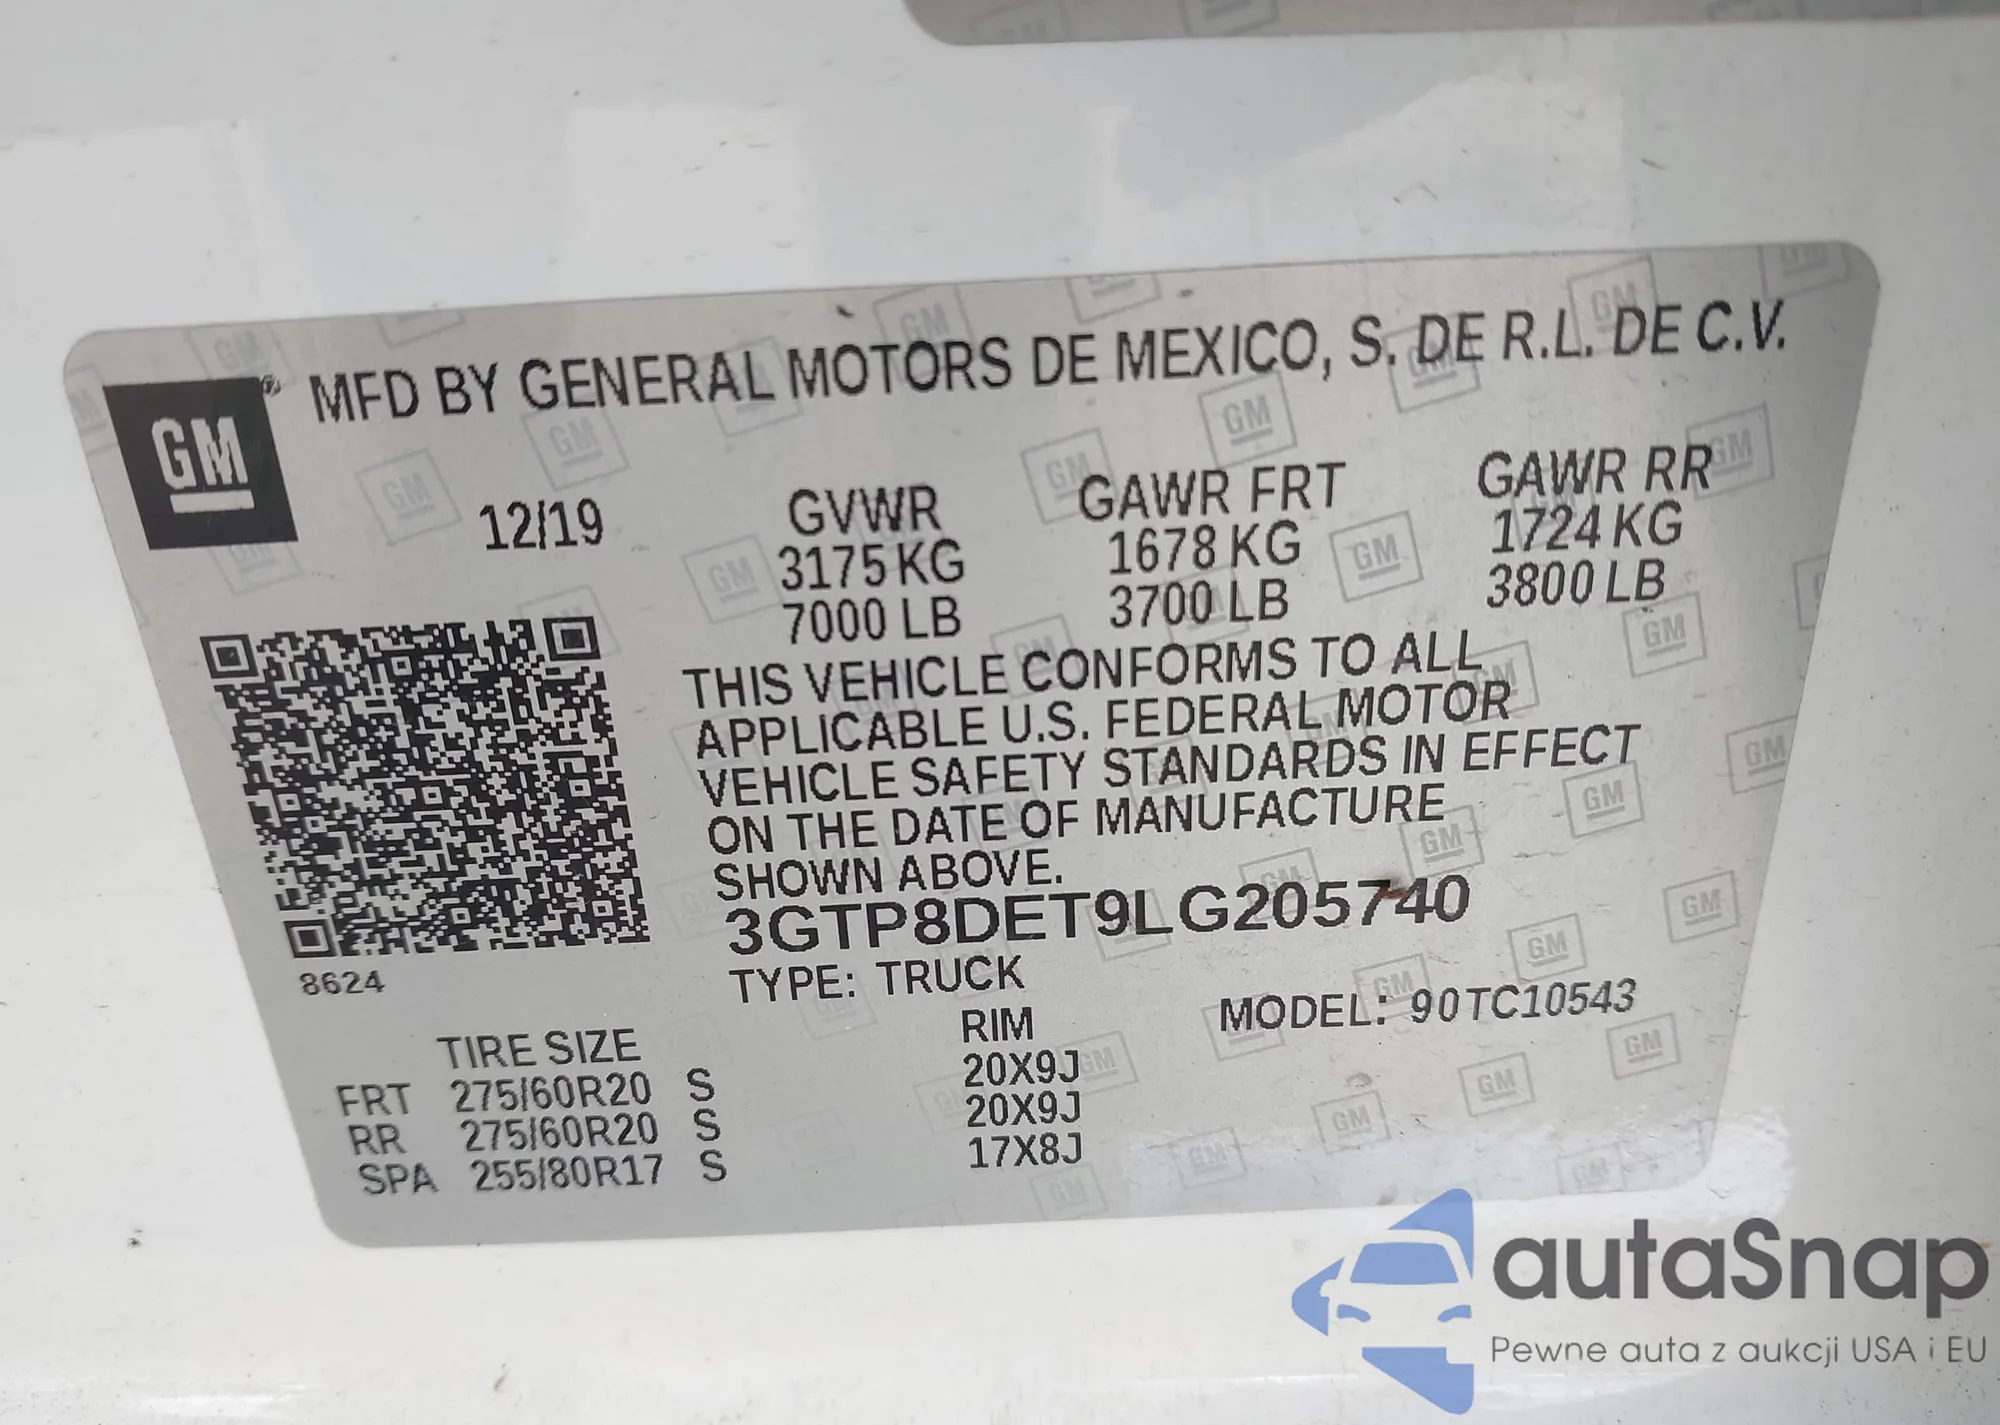 GM® MFD BY GENERAL MOTORS DE MEXICO, S. DE R.L. DE C.V.
12/19
GVWR GAWR FRT GAWR RR
3175 KG 1678 KG 1724 KG
7000 LB 3700 LB 3800 LB
THIS VEHICLE CONFORMS TO ALL
APPLICABLE U.S. FEDERAL MOTOR
VEHICLE SAFETY STANDARDS IN EFFECT
ON THE DATE OF MANUFACTURE
SHOWN ABOVE.
3GTP8DET9LG205740
8624
TYPE: TRUCK
MODEL: 90TC10543
TIRE SIZE RIM
FRT 275/60R20 S 20X9J
RR 275/60R20 S 20X9J
SPA 255/80R17 S 17X8J
autaSnap
Pewne auta z aukcji USA i EU